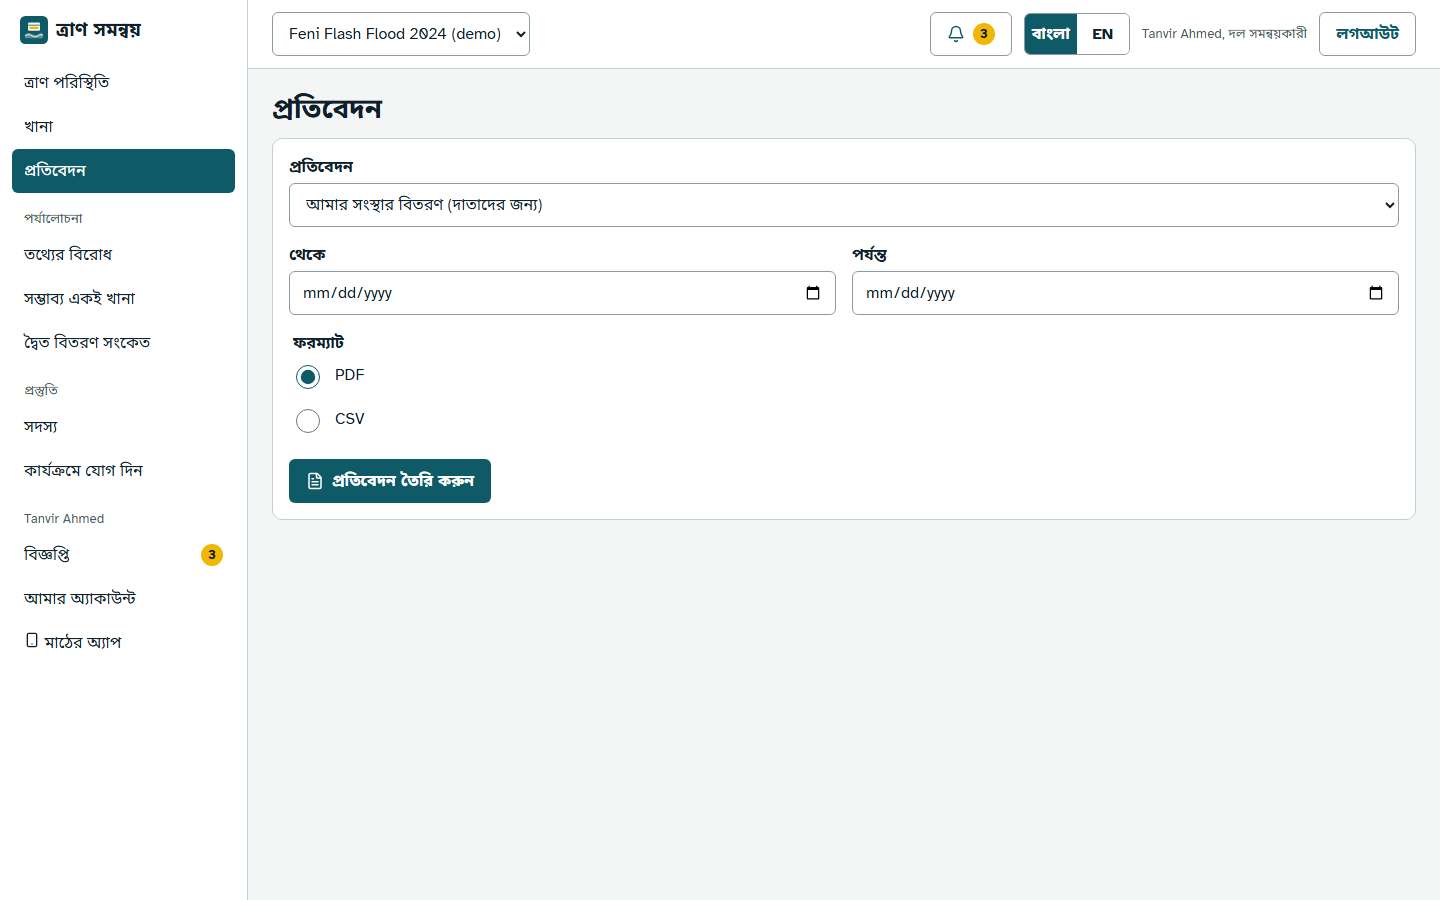 ত্রাণ সমন্বয়
Feni Flash Flood 2024 (demo)
3
বাংলা
EN
Tanvir Ahmed, দল সমন্বয়কারী
লগআউট
ত্রাণ পরিস্থিতি
খানা
প্রতিবেদন
পর্যালোচনা
তথ্যের বিরোধ
সম্ভাব্য একই খানা
দ্বৈত বিতরণ সংকেত
প্রস্তুতি
সদস্য
কার্যক্রমে যোগ দিন
Tanvir Ahmed
বিজ্ঞপ্তি 3
আমার অ্যাকাউন্ট
মাঠের অ্যাপ
প্রতিবেদন
প্রতিবেদন
আমার সংস্থার বিতরণ (দাতাদের জন্য)
থেকে
mm/dd/yyyy
পর্যন্ত
mm/dd/yyyy
ফরম্যাট
PDF
CSV
প্রতিবেদন তৈরি করুন